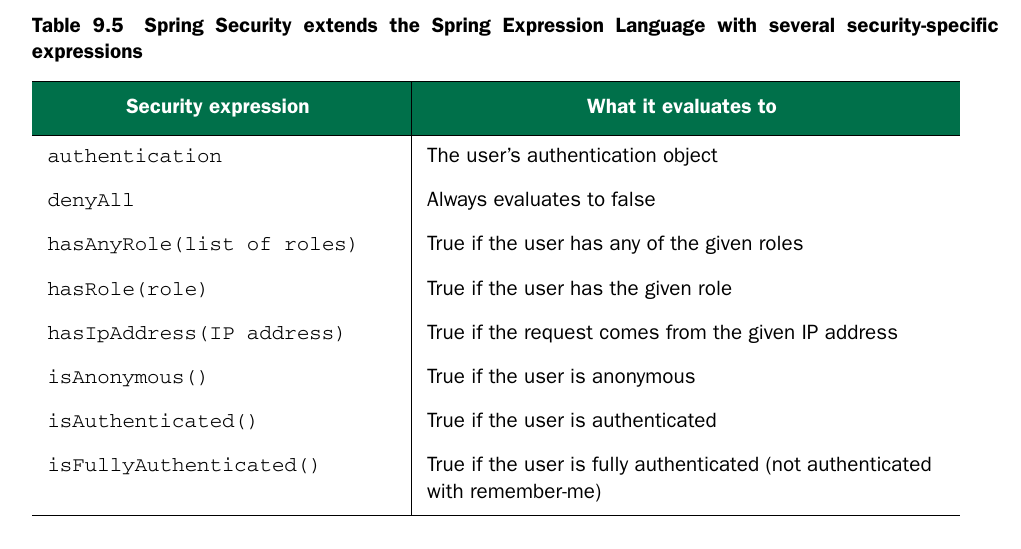 Table 9.5 Spring Security extends the Spring Expression Language with several security-specific
expressions
Security expression What it evaluates to
authentication The user’s authentication object
denyAll Always evaluates to false
hasAnyRole(list of roles) True if the user has any of the given roles
hasRole(role) True if the user has the given role
hasIpAddress(IP address) True if the request comes from the given IP address
isAnonymous() True if the user is anonymous
isAuthenticated() True if the user is authenticated
isFullyAuthenticated() True if the user is fully authenticated (not authenticated
with remember-me)